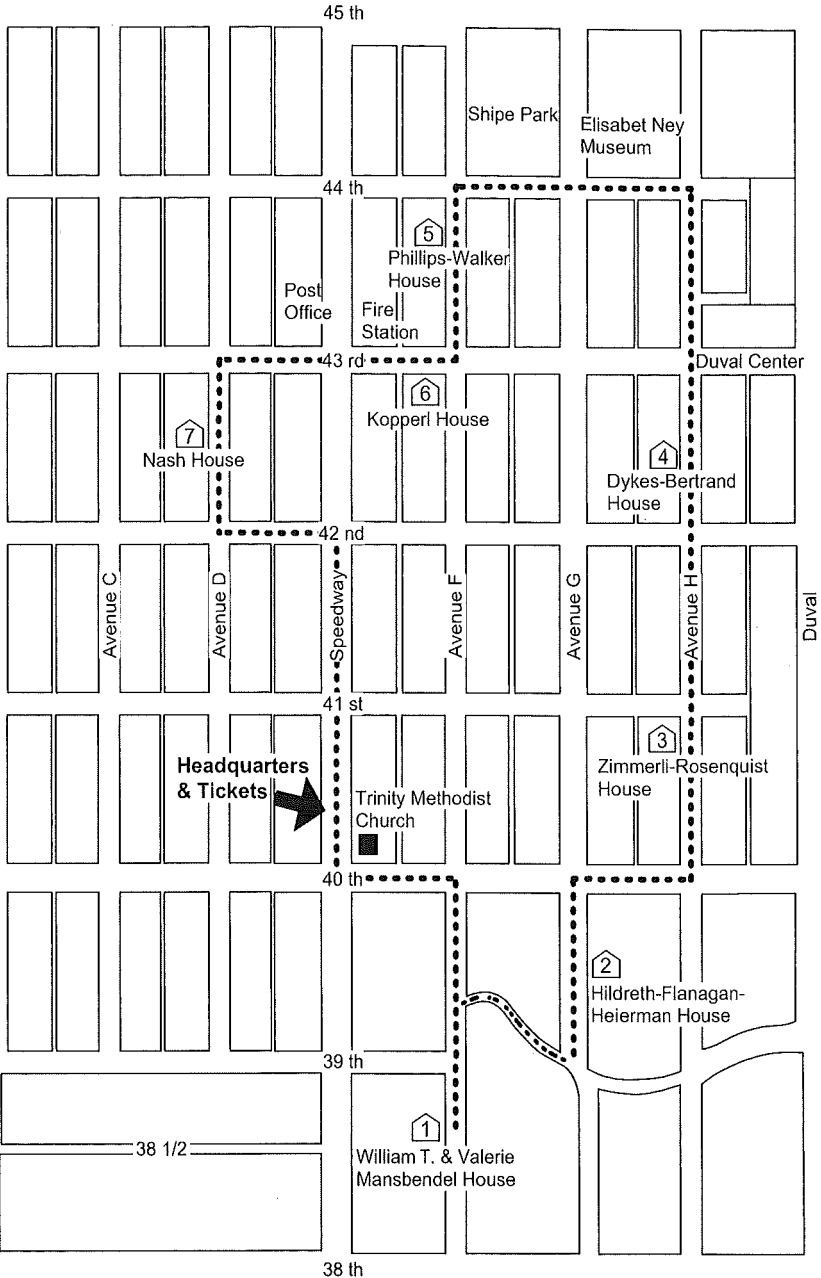 45 th
Shipe Park
Elisabet Ney
Museum
44 th
5
Phillips-Walker
House
Post
Office
Fire
Station
43 rd
Duval Center
6
Kopperl House
7
Nash House
4
Dykes-Bertrand
House
42 nd
Avenue C
Avenue D
Speedway
Avenue F
Avenue G
Avenue H
Duval
41 st
3
Zimmerli-Rosenquist
House
Headquarters
& Tickets
Trinity Methodist
Church
40 th
2
Hildreth-Flanagan-
Heierman House
39 th
1
38 1/2
William T. & Valerie
Mansbendel House
38 th